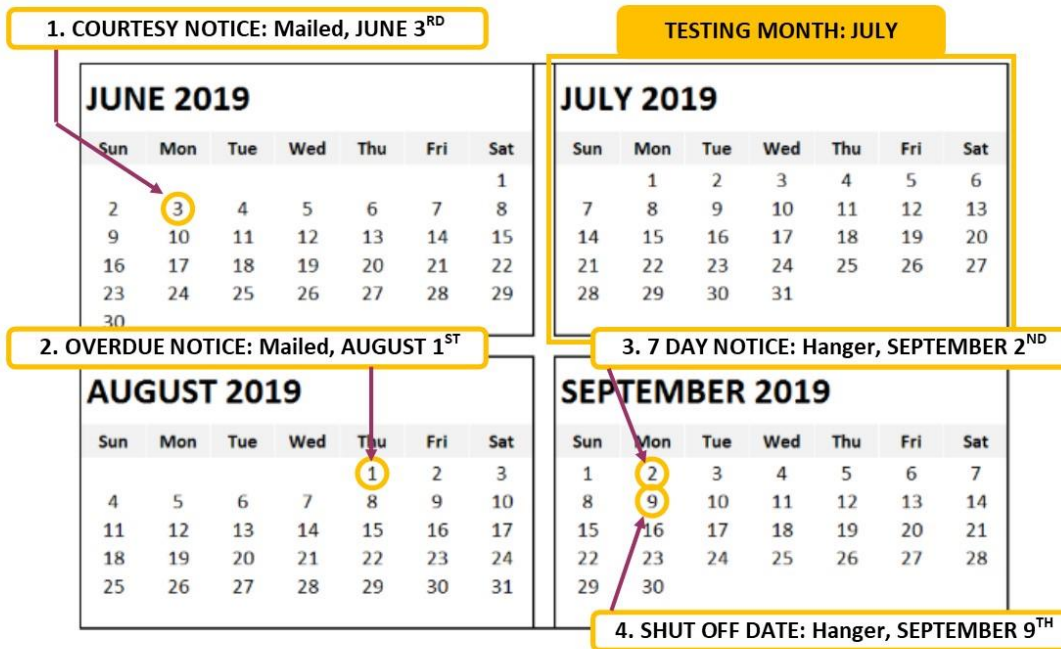 1. COURTESY NOTICE: Mailed, JUNE 3RD
TESTING MONTH: JULY
JUNE 2019
Sun Mon Tue Wed Thu Fri Sat
1
2 3 4 5 6 7 8
9 10 11 12 13 14 15
16 17 18 19 20 21 22
23 24 25 26 27 28 29
30
JULY 2019
Sun Mon Tue Wed Thu Fri Sat
1 2 3 4 5 6
7 8 9 10 11 12 13
14 15 16 17 18 19 20
21 22 23 24 25 26 27
28 29 30 31
2. OVERDUE NOTICE: Mailed, AUGUST 1ST
3. 7 DAY NOTICE: Hanger, SEPTEMBER 2ND
AUGUST 2019
Sun Mon Tue Wed Thu Fri Sat
1 2 3
4 5 6 7 8 9 10
11 12 13 14 15 16 17
18 19 20 21 22 23 24
25 26 27 28 29 30 31
SEPTEMBER 2019
Sun Mon Tue Wed Thu Fri Sat
1 2 3 4 5 6 7
8 9 10 11 12 13 14
15 16 17 18 19 20 21
22 23 24 25 26 27 28
29 30
4. SHUT OFF DATE: Hanger, SEPTEMBER 9TH